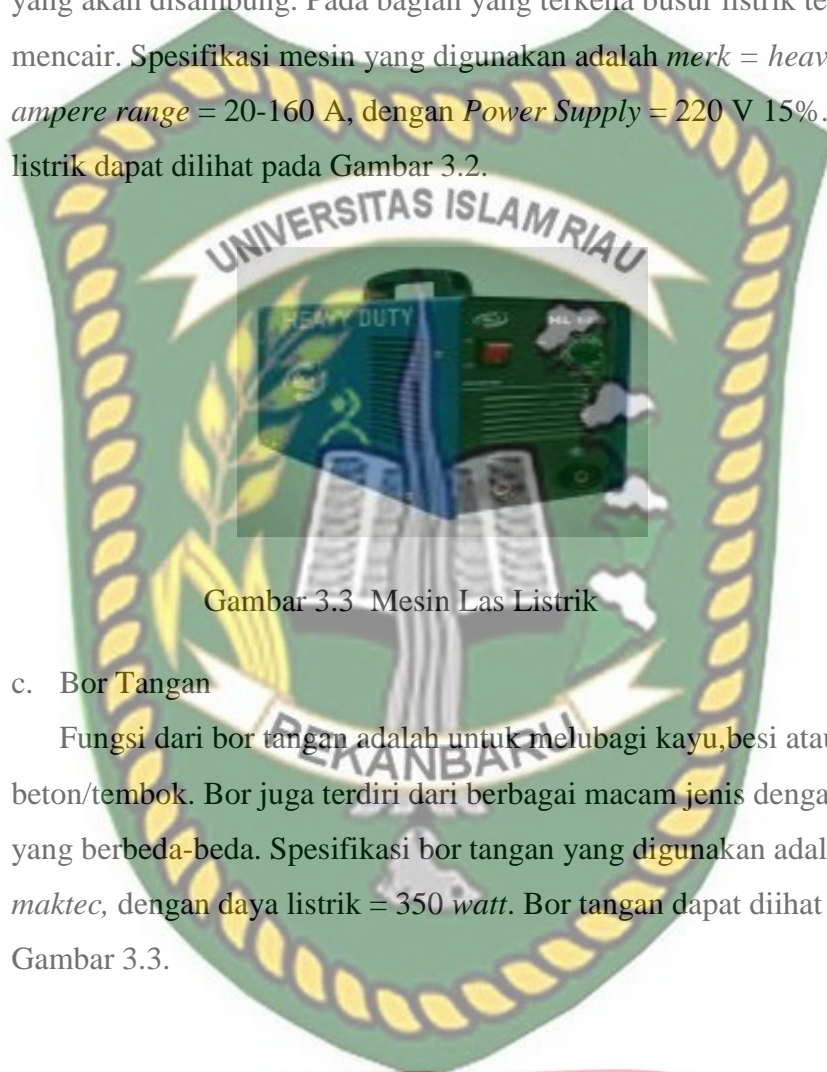 yang akan disambung. Pada bagian yang terkena busur listrik
mencair. Spesifikasi mesin yang digunakan adalah merk =
ampere range = 20-160 A, dengan Power Supply = 220 V 15%.
listrik dapat dilihat pada Gambar 3.2.
UNIVERSITAS ISLAM RIAU
HEAVY DUTY
Gambar 3.3 Mesin Las Listrik
c. Bor Tangan
PEKANBARU
Fungsi dari bor tangan adalah untuk melubagi kayu,besi atau
beton/tembok. Bor juga terdiri dari berbagai macam jenis
yang berbeda-beda. Spesifikasi bor tangan yang digunakan
maktec, dengan daya listrik = 350 watt. Bor tangan dapat diihat
Gambar 3.3.